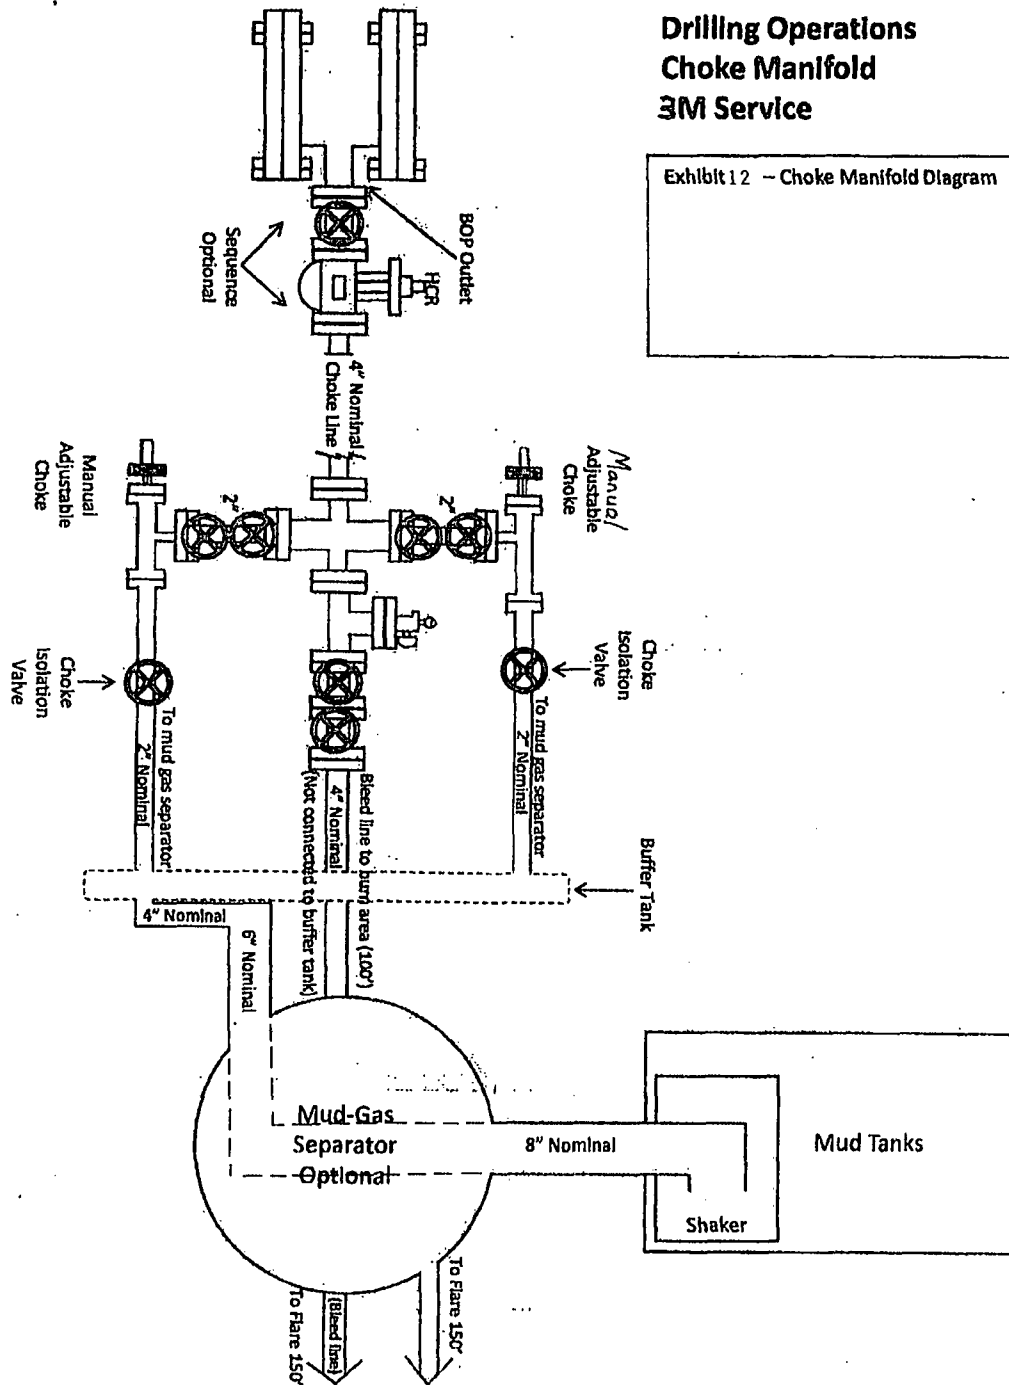 Drilling Operations
Choke Manifold
3M Service
Exhibit 12 – Choke Manifold Diagram
BOP Outlet
HCR
Sequence
Optional
4" Nominal
Choke Line
Manual
Adjustable
Choke
Manual
Adjustable
Choke
2"
2"
Choke
Isolation
Valve
Choke
Isolation
Valve
To mud gas separator
2" Nominal
To mud gas separator
2" Nominal
Bleed line to burn area (100')
4" Nominal
(Not connected to buffer tank)
Buffer Tank
4" Nominal
6" Nominal
Mud-Gas
Separator
Optional
8" Nominal
Mud Tanks
Shaker
To Flare 150'
(Bleed line)
To Flare 150'